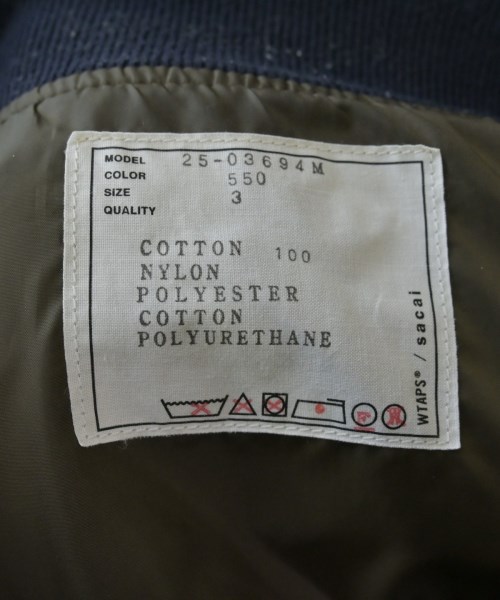 MODEL 25-03694M
COLOR 550
SIZE 3
QUALITY
COTTON 100
NYLON
POLYESTER
COTTON
POLYURETHANE
WTAPS® / sacai
F W